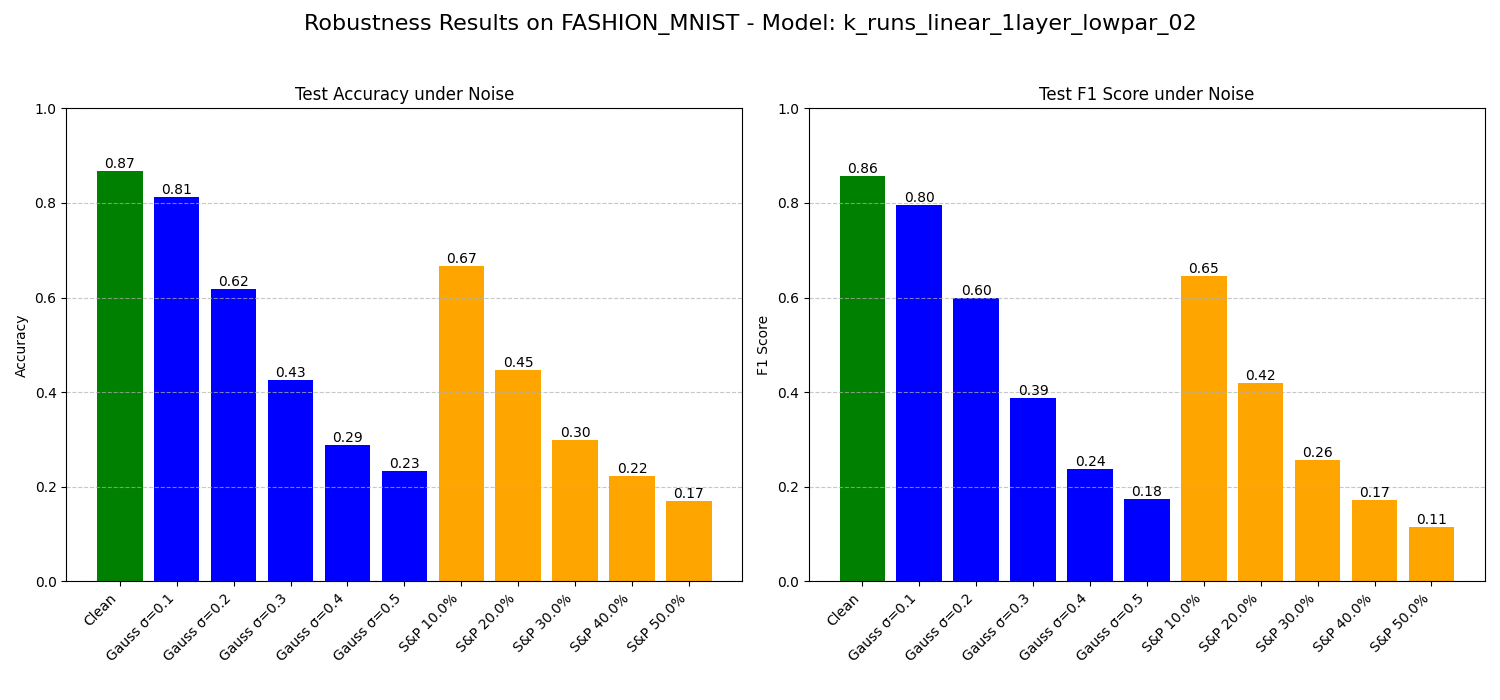 Robustness Results on FASHION_MNIST - Model: k_runs_linear_1layer_lowpar_02
Test Accuracy under Noise
Accuracy
1.0
0.8
0.6
0.4
0.2
0.0
0.87
0.81
0.62
0.43
0.29
0.23
0.67
0.45
0.30
0.22
0.17
Clean
Gauss σ=0.1
Gauss σ=0.2
Gauss σ=0.3
Gauss σ=0.4
Gauss σ=0.5
S&P 10.0%
S&P 20.0%
S&P 30.0%
S&P 40.0%
S&P 50.0%
Test F1 Score under Noise
F1 Score
1.0
0.8
0.6
0.4
0.2
0.0
0.86
0.80
0.60
0.39
0.24
0.18
0.65
0.42
0.26
0.17
0.11
Clean
Gauss σ=0.1
Gauss σ=0.2
Gauss σ=0.3
Gauss σ=0.4
Gauss σ=0.5
S&P 10.0%
S&P 20.0%
S&P 30.0%
S&P 40.0%
S&P 50.0%